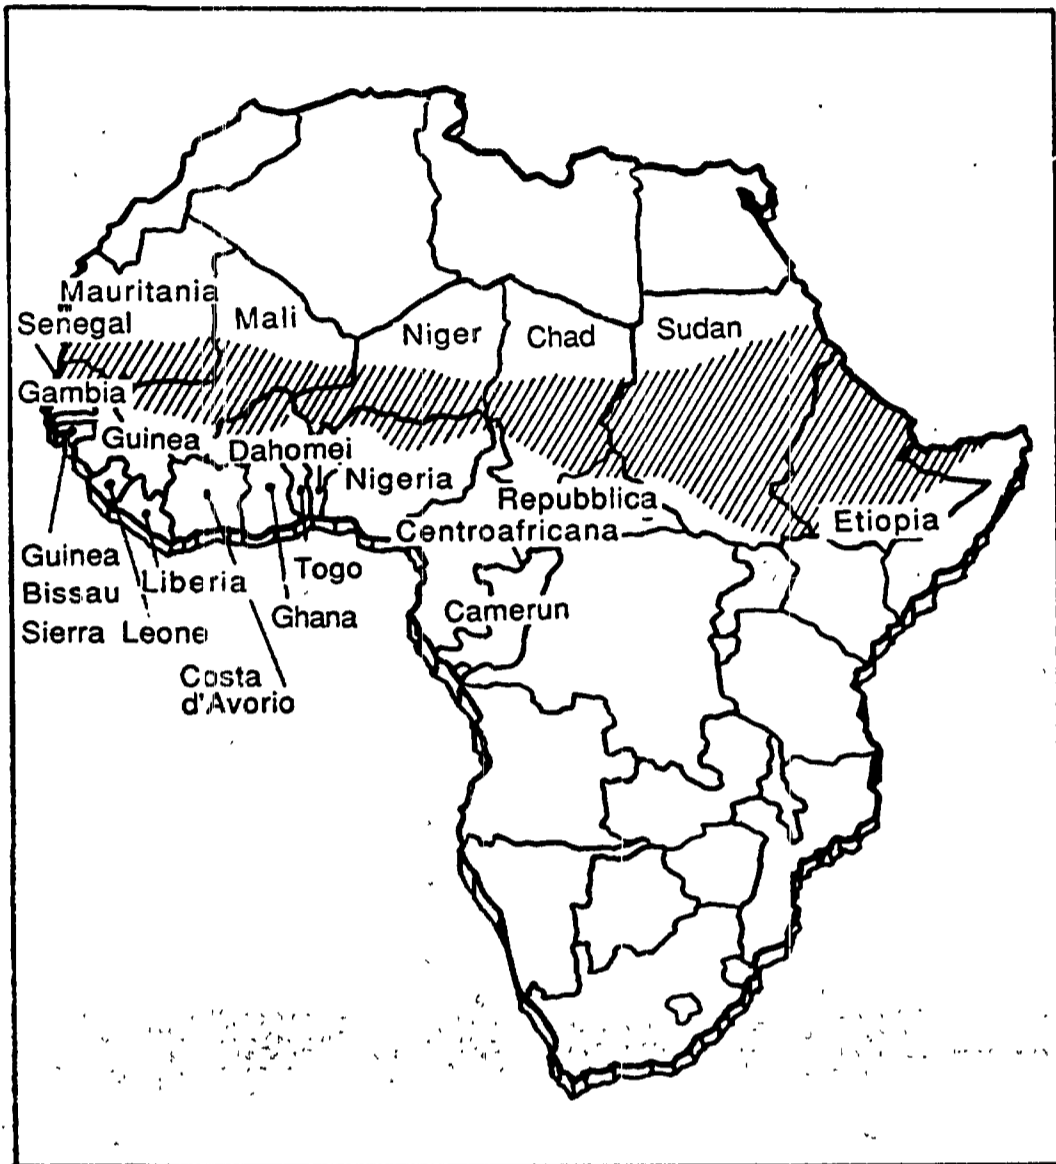 Mauritania
Senegal
Mali
Niger
Chad
Sudan
Gambia
Guinea
Dahomei
Nigeria
Repubblica
Centroafricana
Etiopia
Guinea
Bissau
Liberia
Togo
Ghana
Camerun
Sierra Leone
Costa
d'Avorio